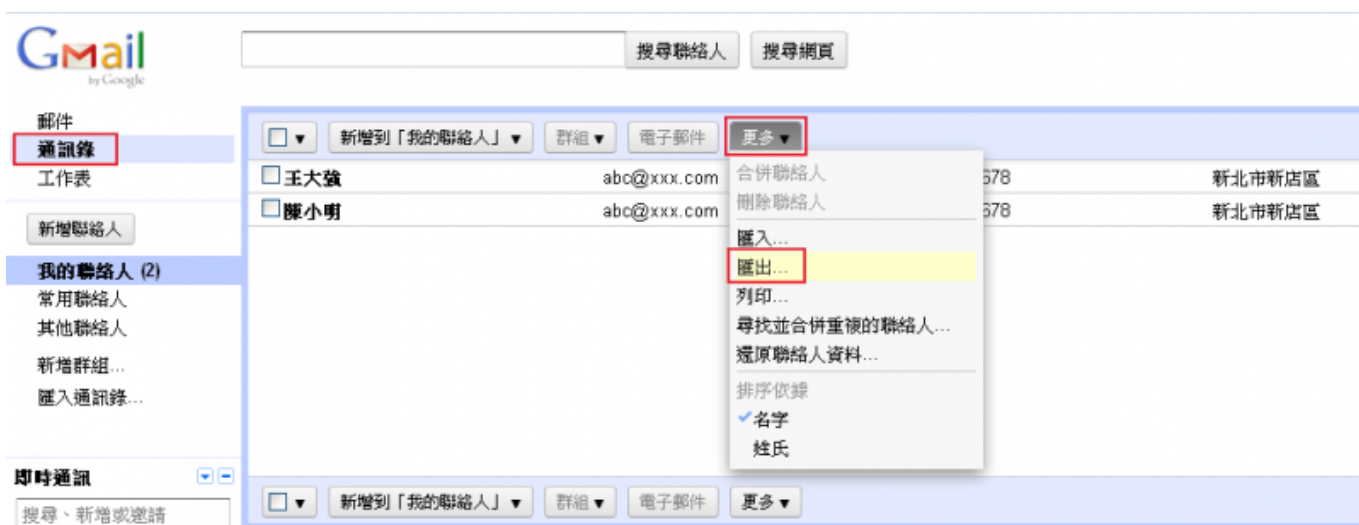 Gmail
by Google
搜尋聯絡人 搜尋網頁
郵件
通訊錄
工作表
新增聯絡人
我的聯絡人 (2)
常用聯絡人
其他聯絡人
新增群組...
匯入通訊錄...
即時通訊
搜尋、新增或邀請
新增到「我的聯絡人」 群組 電子郵件 更多
王大強 abc@xxx.com 678 新北市新店區
陳小明 abc@xxx.com 678 新北市新店區
合併聯絡人
刪除聯絡人
匯入...
匯出...
列印...
尋找並合併重複的聯絡人...
還原聯絡人資料...
排序依據
名字
姓氏
新增到「我的聯絡人」 群組 電子郵件 更多